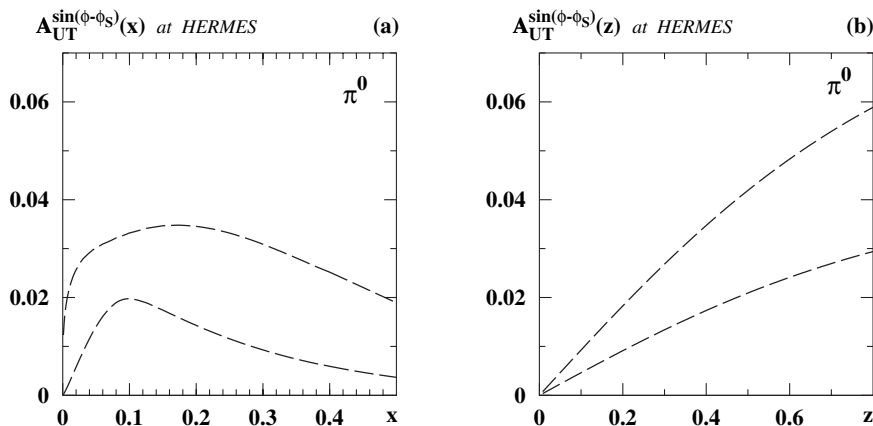 A_UT^sin(ϕ-ϕ_S)(x) at HERMES (a)
π⁰
0.06
0.04
0.02
0
0 0.1 0.2 0.3 0.4 x
A_UT^sin(ϕ-ϕ_S)(z) at HERMES (b)
π⁰
0.06
0.04
0.02
0
0 0.2 0.4 0.6 z